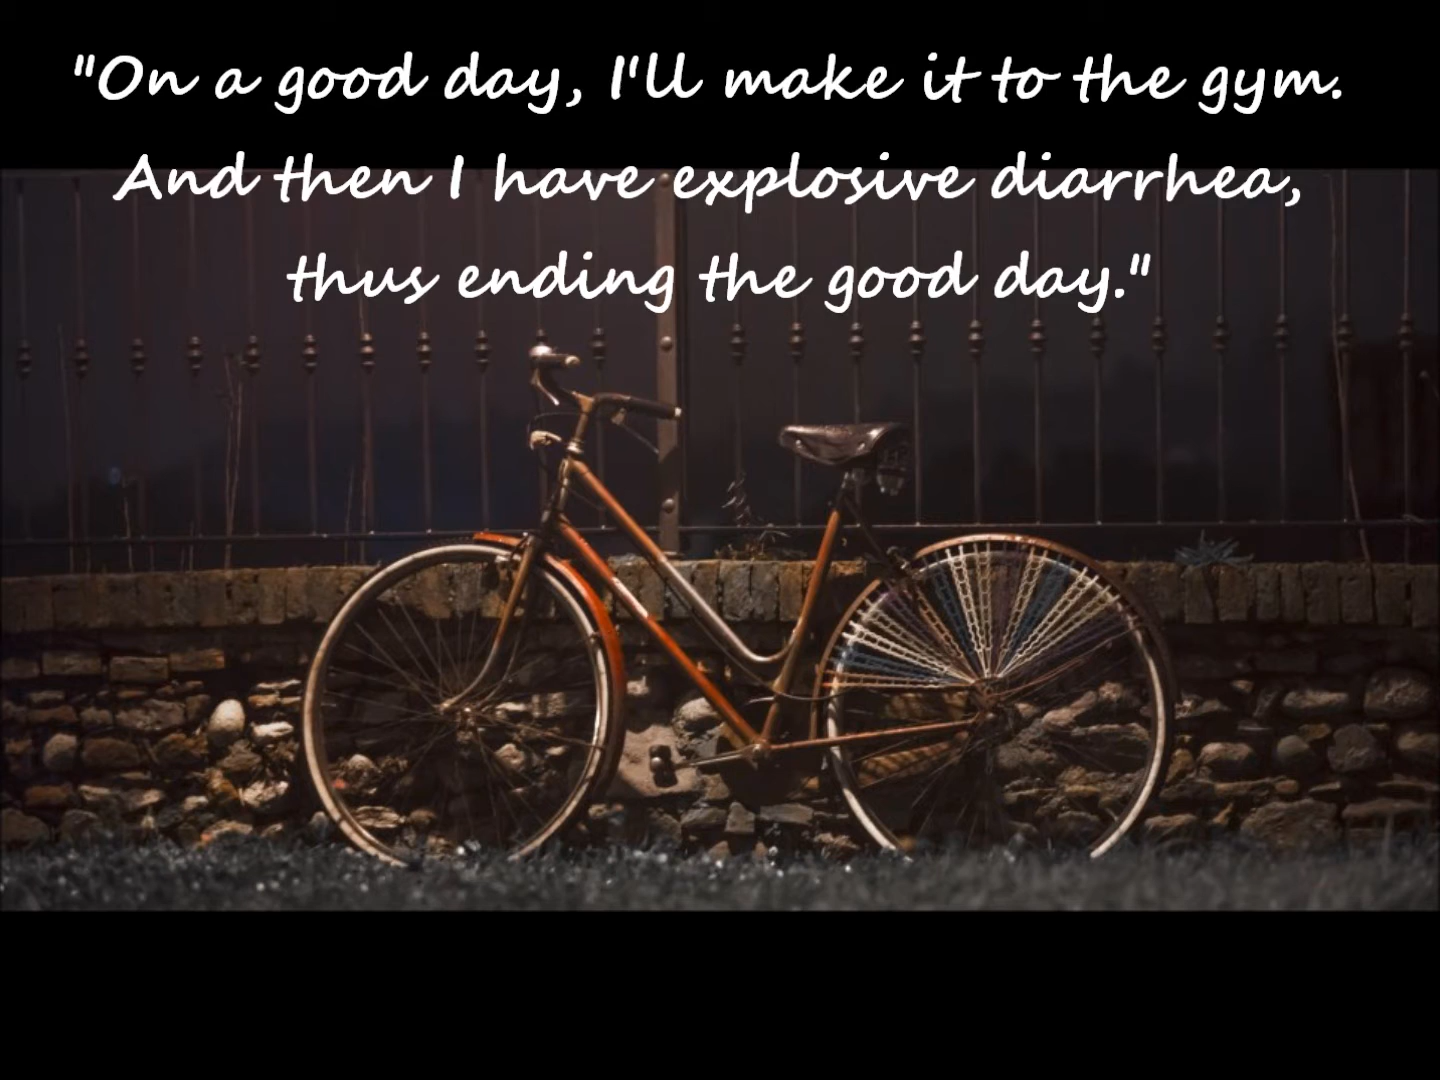 "On a good day, I'll make it to the gym.
And then I have explosive diarrhea,
thus ending the good day."